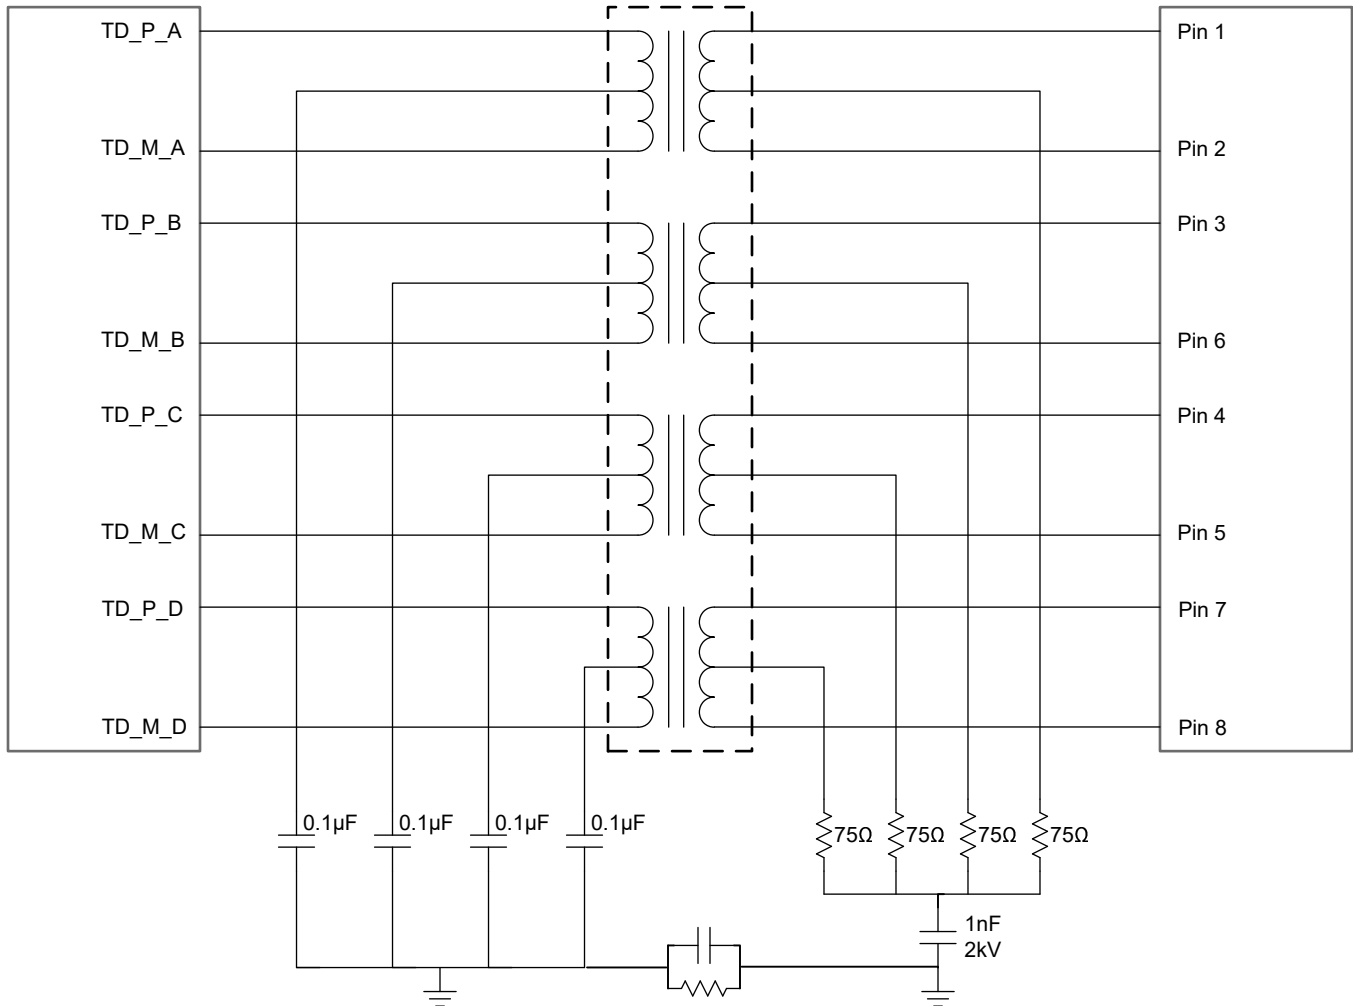 TD_P_A
Pin 1
TD_M_A
Pin 2
TD_P_B
Pin 3
TD_M_B
Pin 6
TD_P_C
Pin 4
TD_M_C
Pin 5
TD_P_D
Pin 7
TD_M_D
Pin 8
0.1µF
0.1µF
0.1µF
0.1µF
75Ω
75Ω
75Ω
75Ω
1nF
2kV